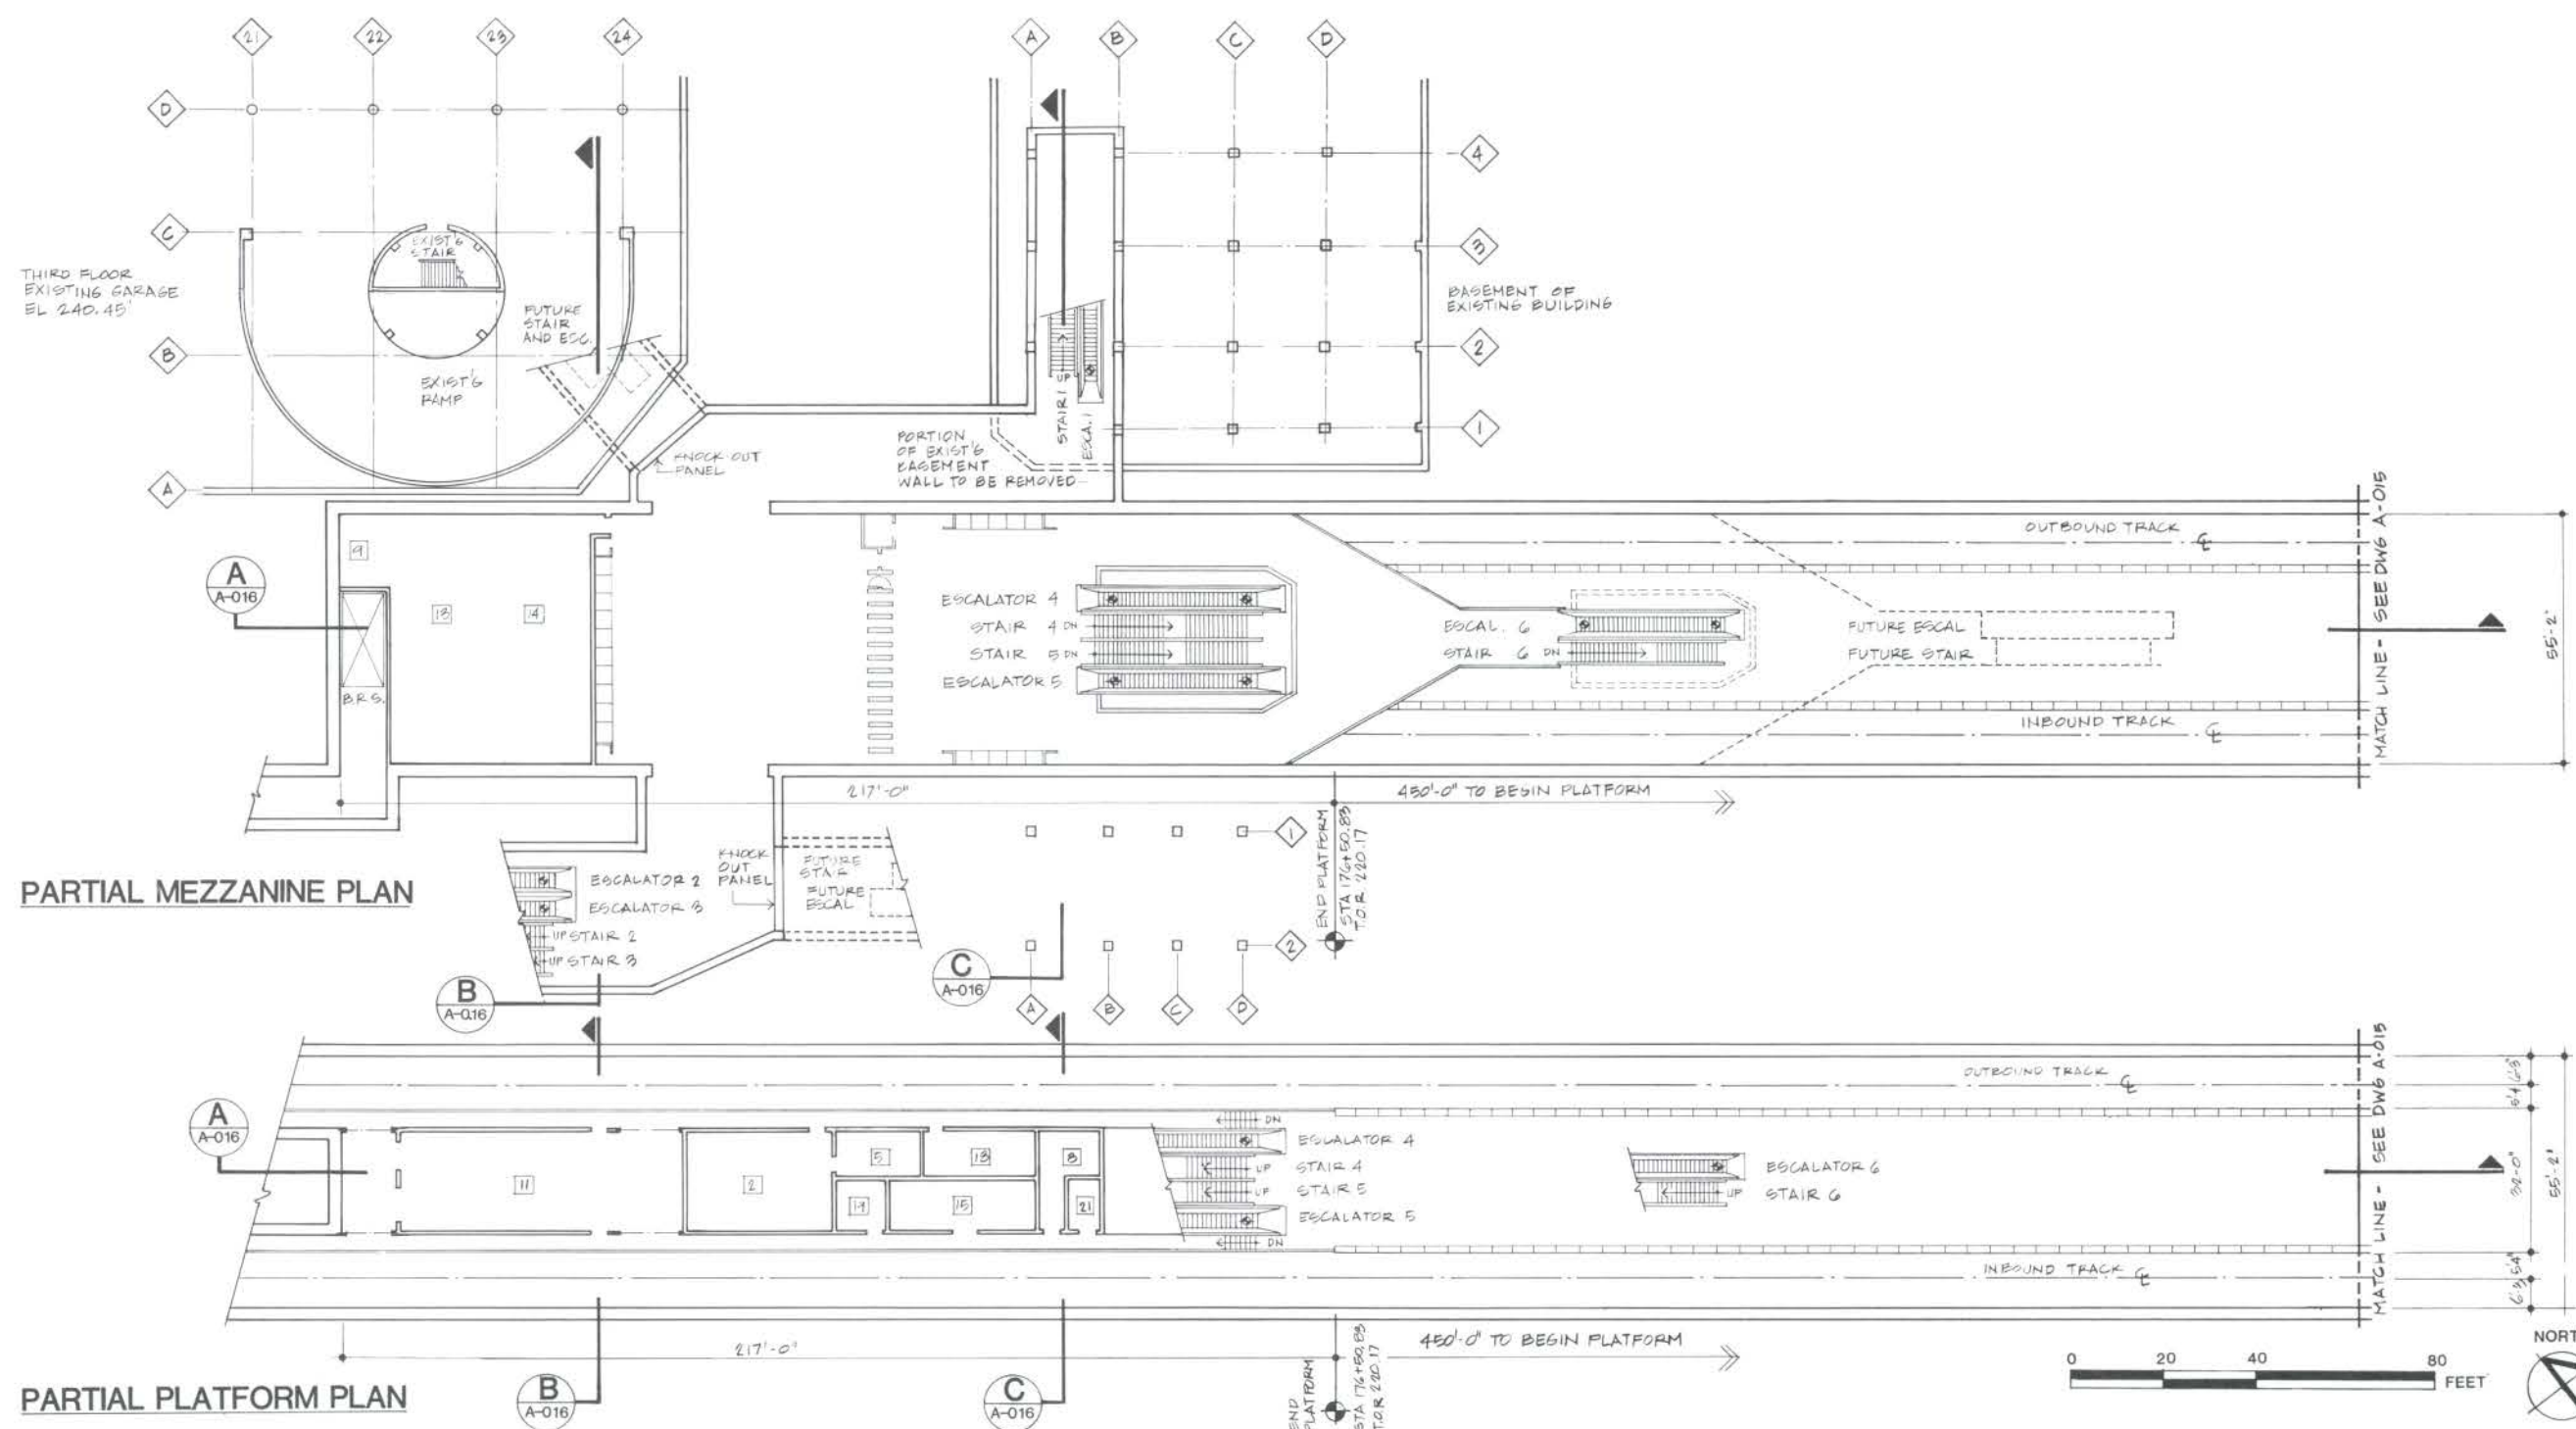 21
22
23
24
A
B
C
D
D
C
B
A
4
3
2
1
THIRD FLOOR
EXISTING GARAGE
EL 240.45'
EXIST'G
STAIR
FUTURE
STAIR
AND ESC.
EXIST'G
RAMP
KNOCK OUT
PANEL
PORTION
OF EXIST'G
BASEMENT
WALL TO BE REMOVED
UP
STAIR 1
ESCA. 1
BASEMENT OF
EXISTING BUILDING
A
A-016
9
13
14
B.R.S.
ESCALATOR 4
STAIR 4 DN
STAIR 5 DN
ESCALATOR 5
ESCAL. 6
STAIR 6 DN
FUTURE ESCAL
FUTURE STAIR
OUTBOUND TRACK
INBOUND TRACK
MATCH LINE - SEE DWG A-015
55'-2"
217'-0"
450'-0" TO BEGIN PLATFORM
END PLATFORM
STA 176+50.83
T.O.R 220.17
ESCALATOR 2
ESCALATOR 3
UP STAIR 2
UP STAIR 3
KNOCK
OUT
PANEL
FUTURE
STAIR
FUTURE
ESCAL
1
2
A
B
C
D
PARTIAL MEZZANINE PLAN
B
A-016
C
A-016
A
A-016
11
2
5
18
8
19
15
21
DN
ESCALATOR 4
UP STAIR 4
UP STAIR 5
ESCALATOR 5
DN
ESCALATOR 6
UP STAIR 6
OUTBOUND TRACK
INBOUND TRACK
MATCH LINE - SEE DWG A-015
32'-0"
55'-2"
217'-0"
450'-0" TO BEGIN PLATFORM
END
PLATFORM
STA 176+50.83
T.O.R 220.17
PARTIAL PLATFORM PLAN
B
A-016
C
A-016
0 20 40 80
FEET
NORT